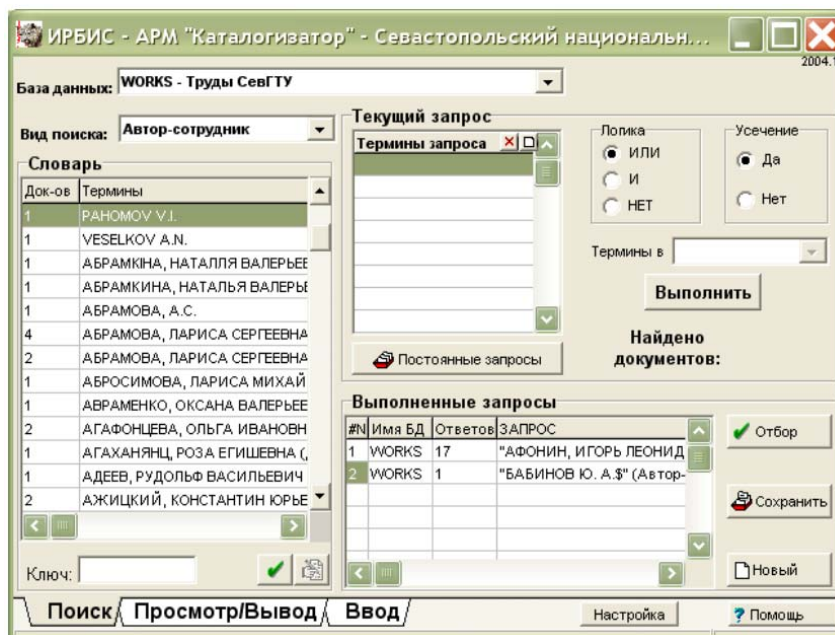 ИРБИС - АРМ "Каталогизатор" - Севастопольский национальн...
2004.
База данных: WORKS - Труды СевГТУ
Вид поиска: Автор-сотрудник
Словарь
Док-ов Термины
1 PAHOMOV V.I.
1 VESELKOV A.N.
1 АБРАМКІНА, НАТАЛЛЯ ВАЛЕРЬЕЕ
1 АБРАМКИНА, НАТАЛЬЯ ВАЛЕРЬЕ
1 АБРАМОВА, А.С.
4 АБРАМОВА, ЛАРИСА СЕРГЕЕВНА
2 АБРАМОВА, ЛАРИСА СЕРГЕЕВНА
1 АБРОСИМОВА, ЛАРИСА МИХАЙ
1 АВРАМЕНКО, ОКСАНА ВАЛЕРЬЕЕ
2 АГАФОНЦЕВА, ОЛЬГА ИВАНОВН
1 АГАХАНЯНЦ, РОЗА ЕГИШЕВНА (
1 АДЕЕВ, РУДОЛЬФ ВАСИЛЬЕВИЧ
2 АЖИЦКИЙ, КОНСТАНТИН ЮРЬЕ
Ключ:
Текущий запрос
Термины запроса
Постоянные запросы
Логика
ИЛИ
И
НЕТ
Усечение
Да
Нет
Термины в
Выполнить
Найдено
документов:
Выполненные запросы
#N Имя БД Ответов ЗАПРОС
1 WORKS 17 "АФОНИН, ИГОРЬ ЛЕОНИД
2 WORKS 1 "БАБИНОВ Ю. А.$" (Автор-
Отбор
Сохранить
Новый
Поиск Просмотр/Вывод Ввод
Настройка
? Помощь